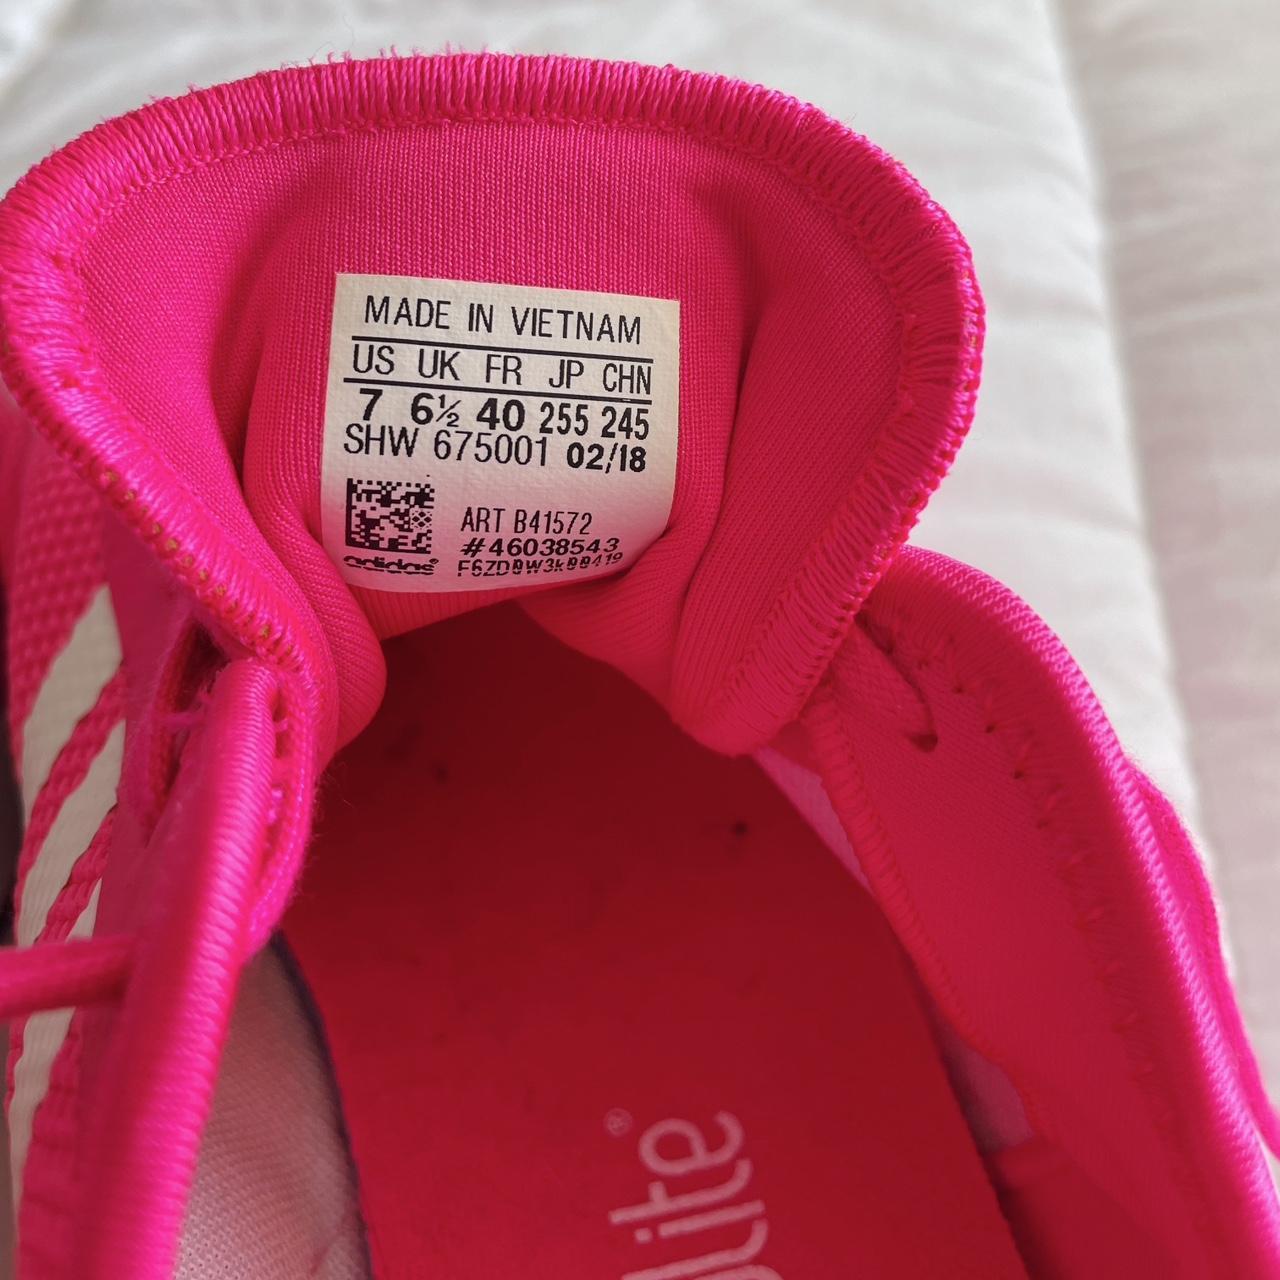 MADE IN VIETNAM
US UK FR JP CHN
7 6½ 40 255 245
SHW 675001 02/18
ART B41572
#46038543
adidas®
®
lite